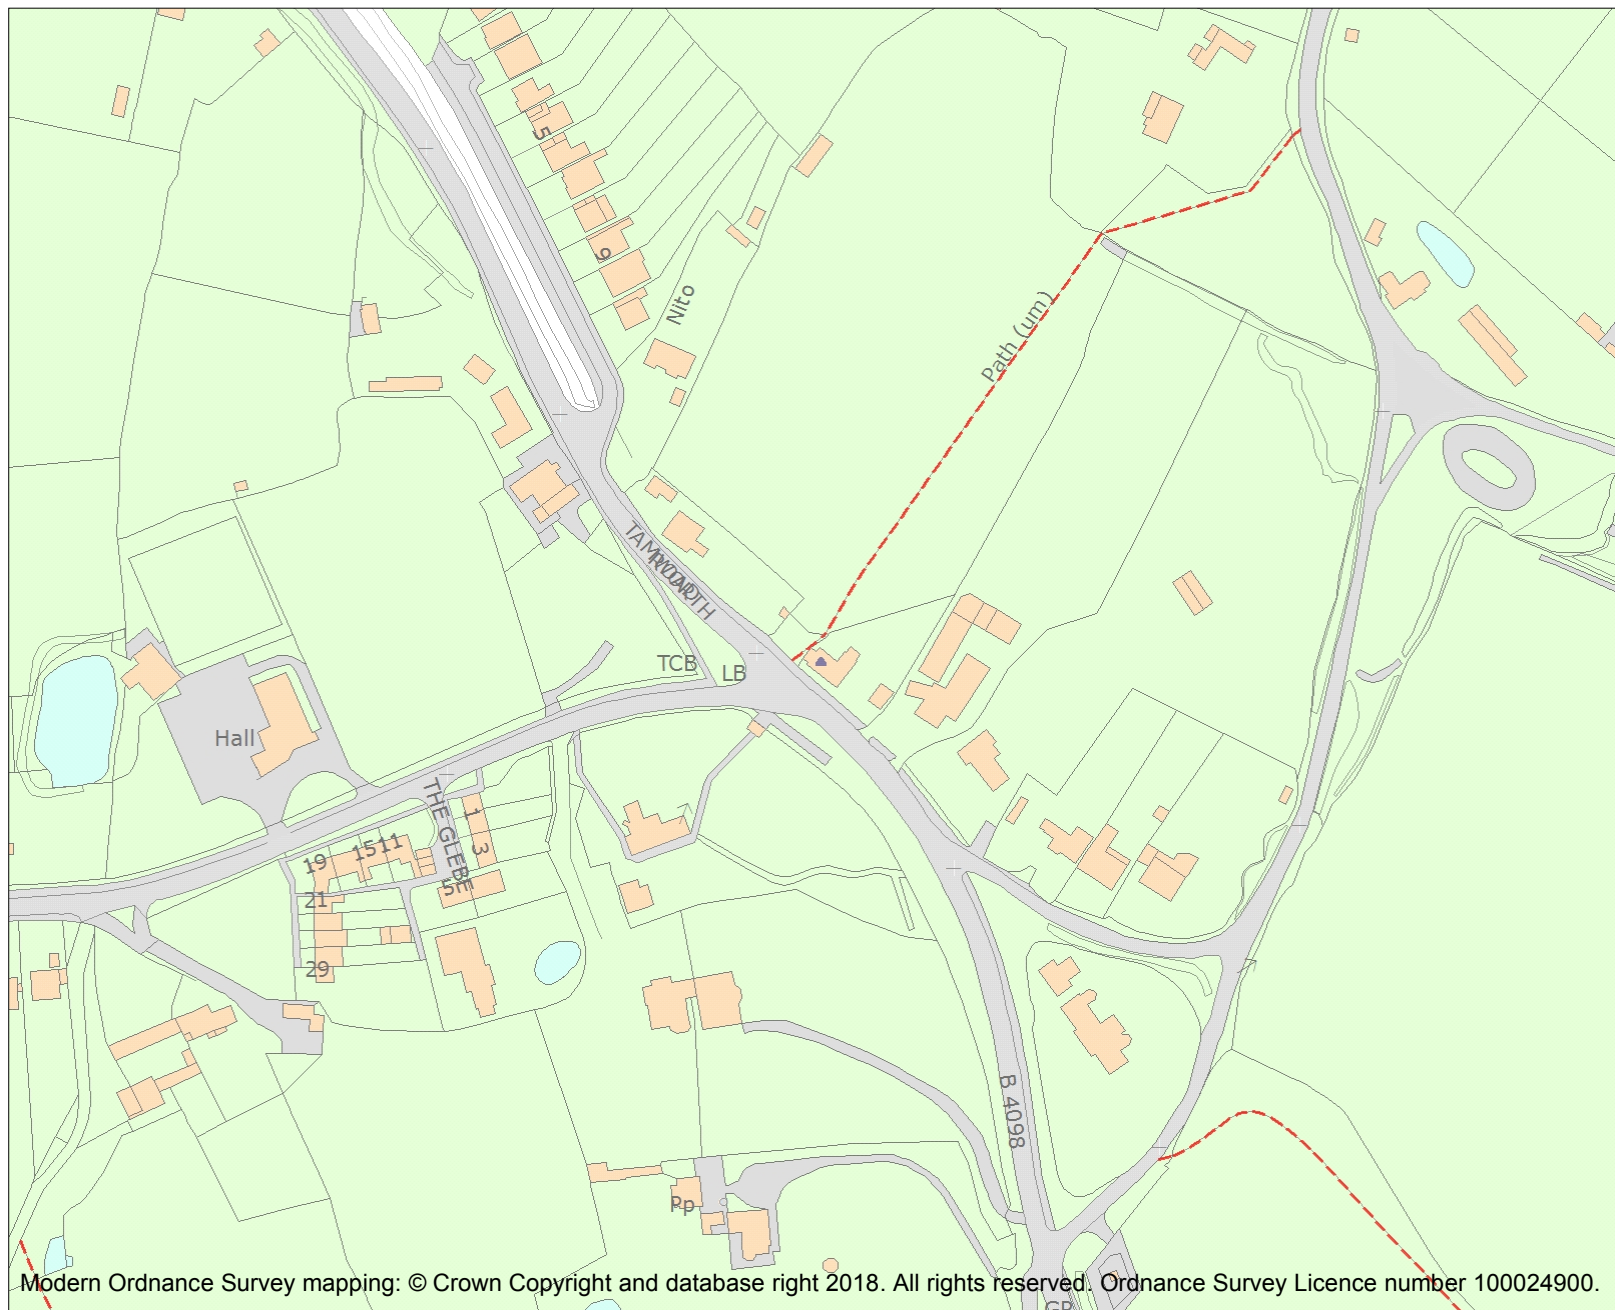 5
9
Nito
Path (um)
TAMWORTH
ROAD
TCB
LB
Hall
THE GLEBE
1
3
5
19
15
11
21
29
B 4098
Pp
GP
Modern Ordnance Survey mapping: © Crown Copyright and database right 2018. All rights reserved. Ordnance Survey Licence number 100024900.